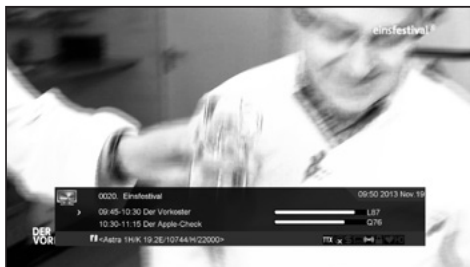 einsfestival
0020. Einsfestival
09:50 2013 Nov.19
09:45-10:30 Der Vorkoster
L87
10:30-11:15 Der Apple-Check
Q76
DER
VOR
<Astra 1H/K 19.2E/10744/H/22000>
TTX